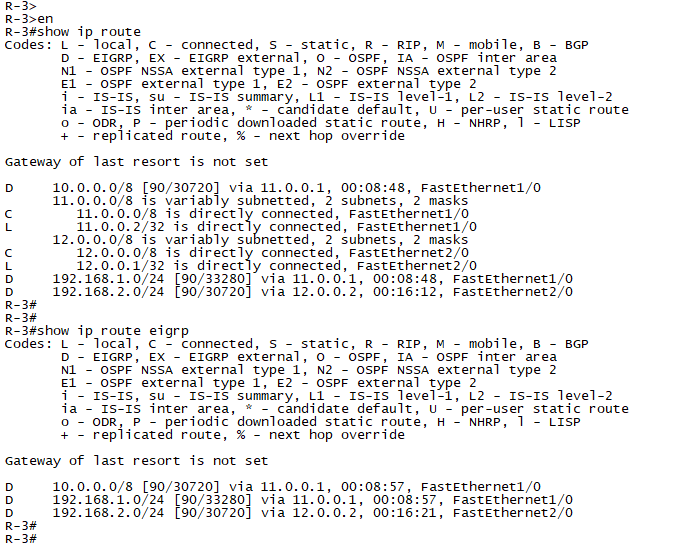 R-3>
R-3>en
R-3#show ip route
Codes: L - local, C - connected, S - static, R - RIP, M - mobile, B - BGP
       D - EIGRP, EX - EIGRP external, O - OSPF, IA - OSPF inter area
       N1 - OSPF NSSA external type 1, N2 - OSPF NSSA external type 2
       E1 - OSPF external type 1, E2 - OSPF external type 2
       i - IS-IS, su - IS-IS summary, L1 - IS-IS level-1, L2 - IS-IS level-2
       ia - IS-IS inter area, * - candidate default, U - per-user static route
       o - ODR, P - periodic downloaded static route, H - NHRP, l - LISP
       + - replicated route, % - next hop override
Gateway of last resort is not set
D     10.0.0.0/8 [90/30720] via 11.0.0.1, 00:08:48, FastEthernet1/0
      11.0.0.0/8 is variably subnetted, 2 subnets, 2 masks
C        11.0.0.0/8 is directly connected, FastEthernet1/0
L        11.0.0.2/32 is directly connected, FastEthernet1/0
      12.0.0.0/8 is variably subnetted, 2 subnets, 2 masks
C        12.0.0.0/8 is directly connected, FastEthernet2/0
L        12.0.0.1/32 is directly connected, FastEthernet2/0
D     192.168.1.0/24 [90/33280] via 11.0.0.1, 00:08:48, FastEthernet1/0
D     192.168.2.0/24 [90/30720] via 12.0.0.2, 00:16:12, FastEthernet2/0
R-3#
R-3#
R-3#show ip route eigrp
Codes: L - local, C - connected, S - static, R - RIP, M - mobile, B - BGP
       D - EIGRP, EX - EIGRP external, O - OSPF, IA - OSPF inter area
       N1 - OSPF NSSA external type 1, N2 - OSPF NSSA external type 2
       E1 - OSPF external type 1, E2 - OSPF external type 2
       i - IS-IS, su - IS-IS summary, L1 - IS-IS level-1, L2 - IS-IS level-2
       ia - IS-IS inter area, * - candidate default, U - per-user static route
       o - ODR, P - periodic downloaded static route, H - NHRP, l - LISP
       + - replicated route, % - next hop override
Gateway of last resort is not set
D     10.0.0.0/8 [90/30720] via 11.0.0.1, 00:08:57, FastEthernet1/0
D     192.168.1.0/24 [90/33280] via 11.0.0.1, 00:08:57, FastEthernet1/0
D     192.168.2.0/24 [90/30720] via 12.0.0.2, 00:16:21, FastEthernet2/0
R-3#
R-3#